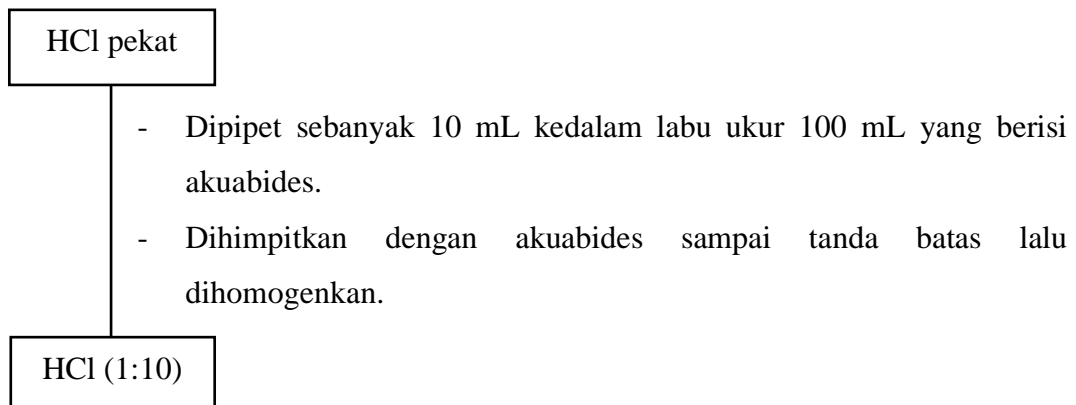 HCl pekat
- Dipipet sebanyak 10 mL kedalam labu ukur 100 mL yang berisi
akuabides.
- Dihimpitkan dengan akuabides sampai tanda batas lalu
dihomogenkan.
HCl (1:10)